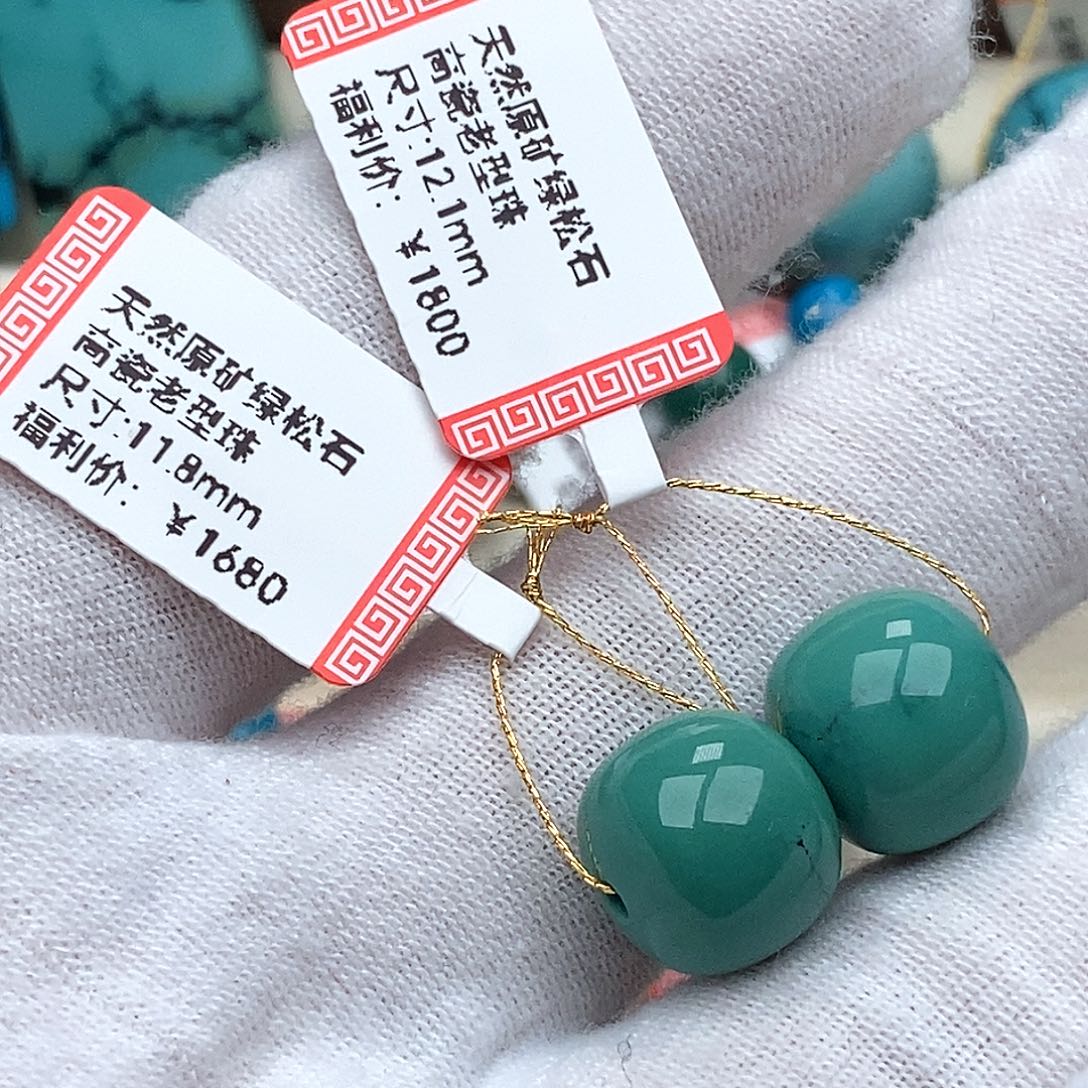 天然原矿绿松石
高瓷老型珠
尺寸:12.1mm
福利价: ¥1800
天然原矿绿松石
高瓷老型珠
尺寸:11.8mm
福利价: ¥1680